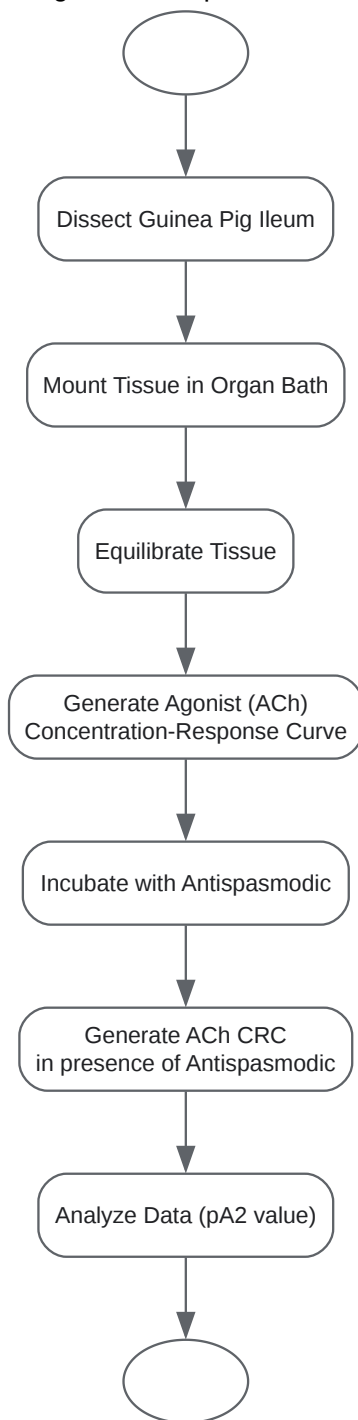 Dissect Guinea Pig Ileum
Mount Tissue in Organ Bath
Equilibrate Tissue
Generate Agonist (ACh)
Concentration-Response Curve
Incubate with Antispasmodic
Generate ACh CRC
in presence of Antispasmodic
Analyze Data (pA2 value)